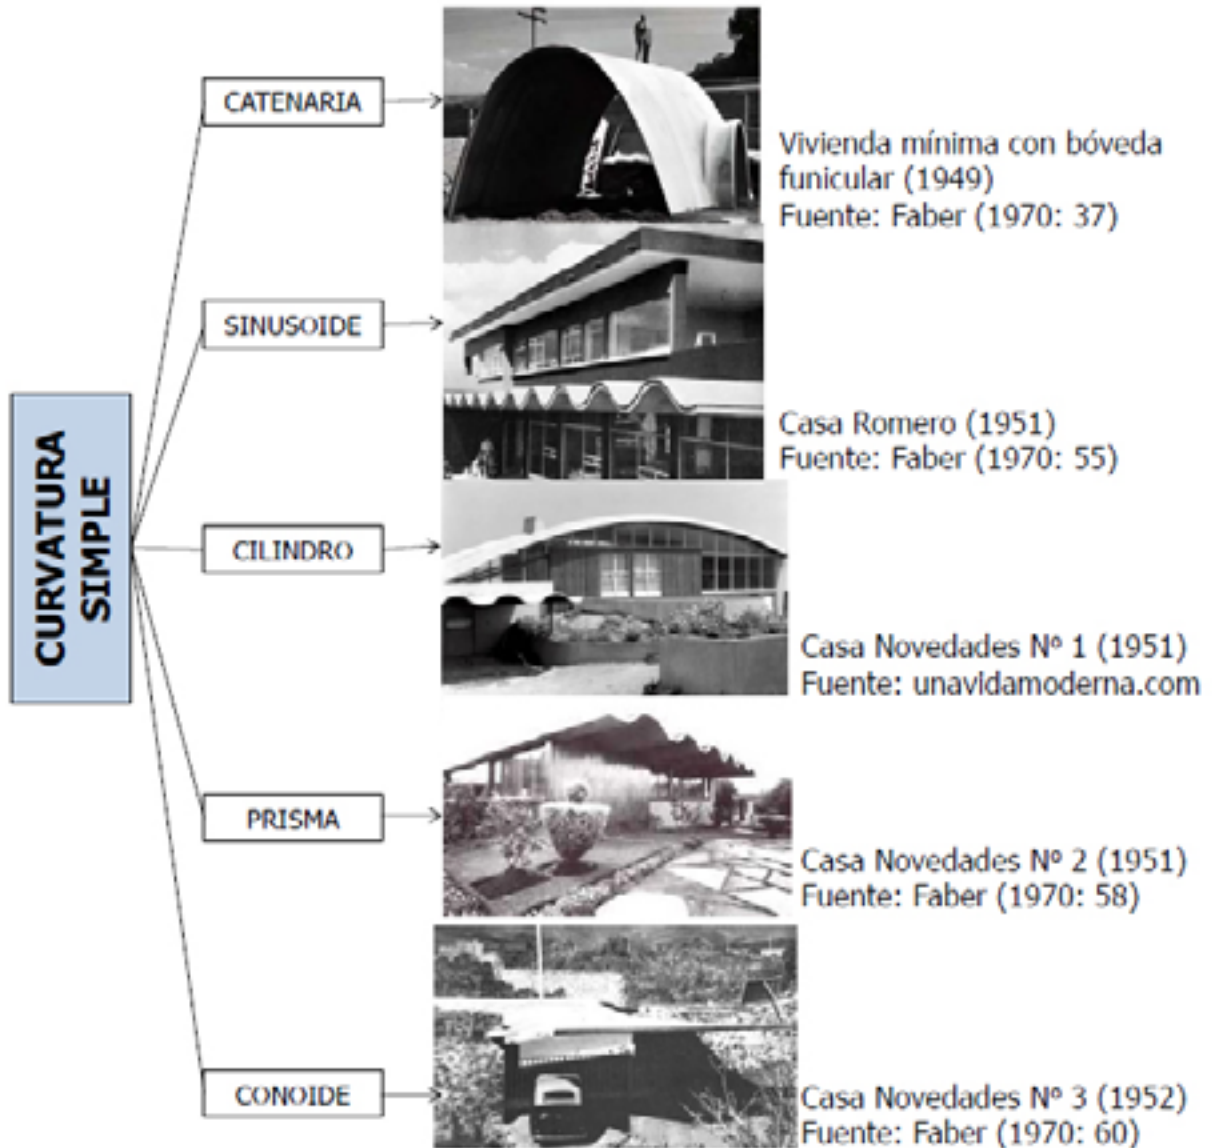 CATENARIA
Vivienda mínima con bóveda
funicular (1949)
Fuente: Faber (1970: 37)
SINUSOIDE
Casa Romero (1951)
Fuente: Faber (1970: 55)
CURVATURA
SIMPLE
CILINDRO
Casa Novedades Nº 1 (1951)
Fuente: unavidamoderna.com
PRISMA
Casa Novedades Nº 2 (1951)
Fuente: Faber (1970: 58)
CONOIDE
Casa Novedades Nº 3 (1952)
Fuente: Faber (1970: 60)